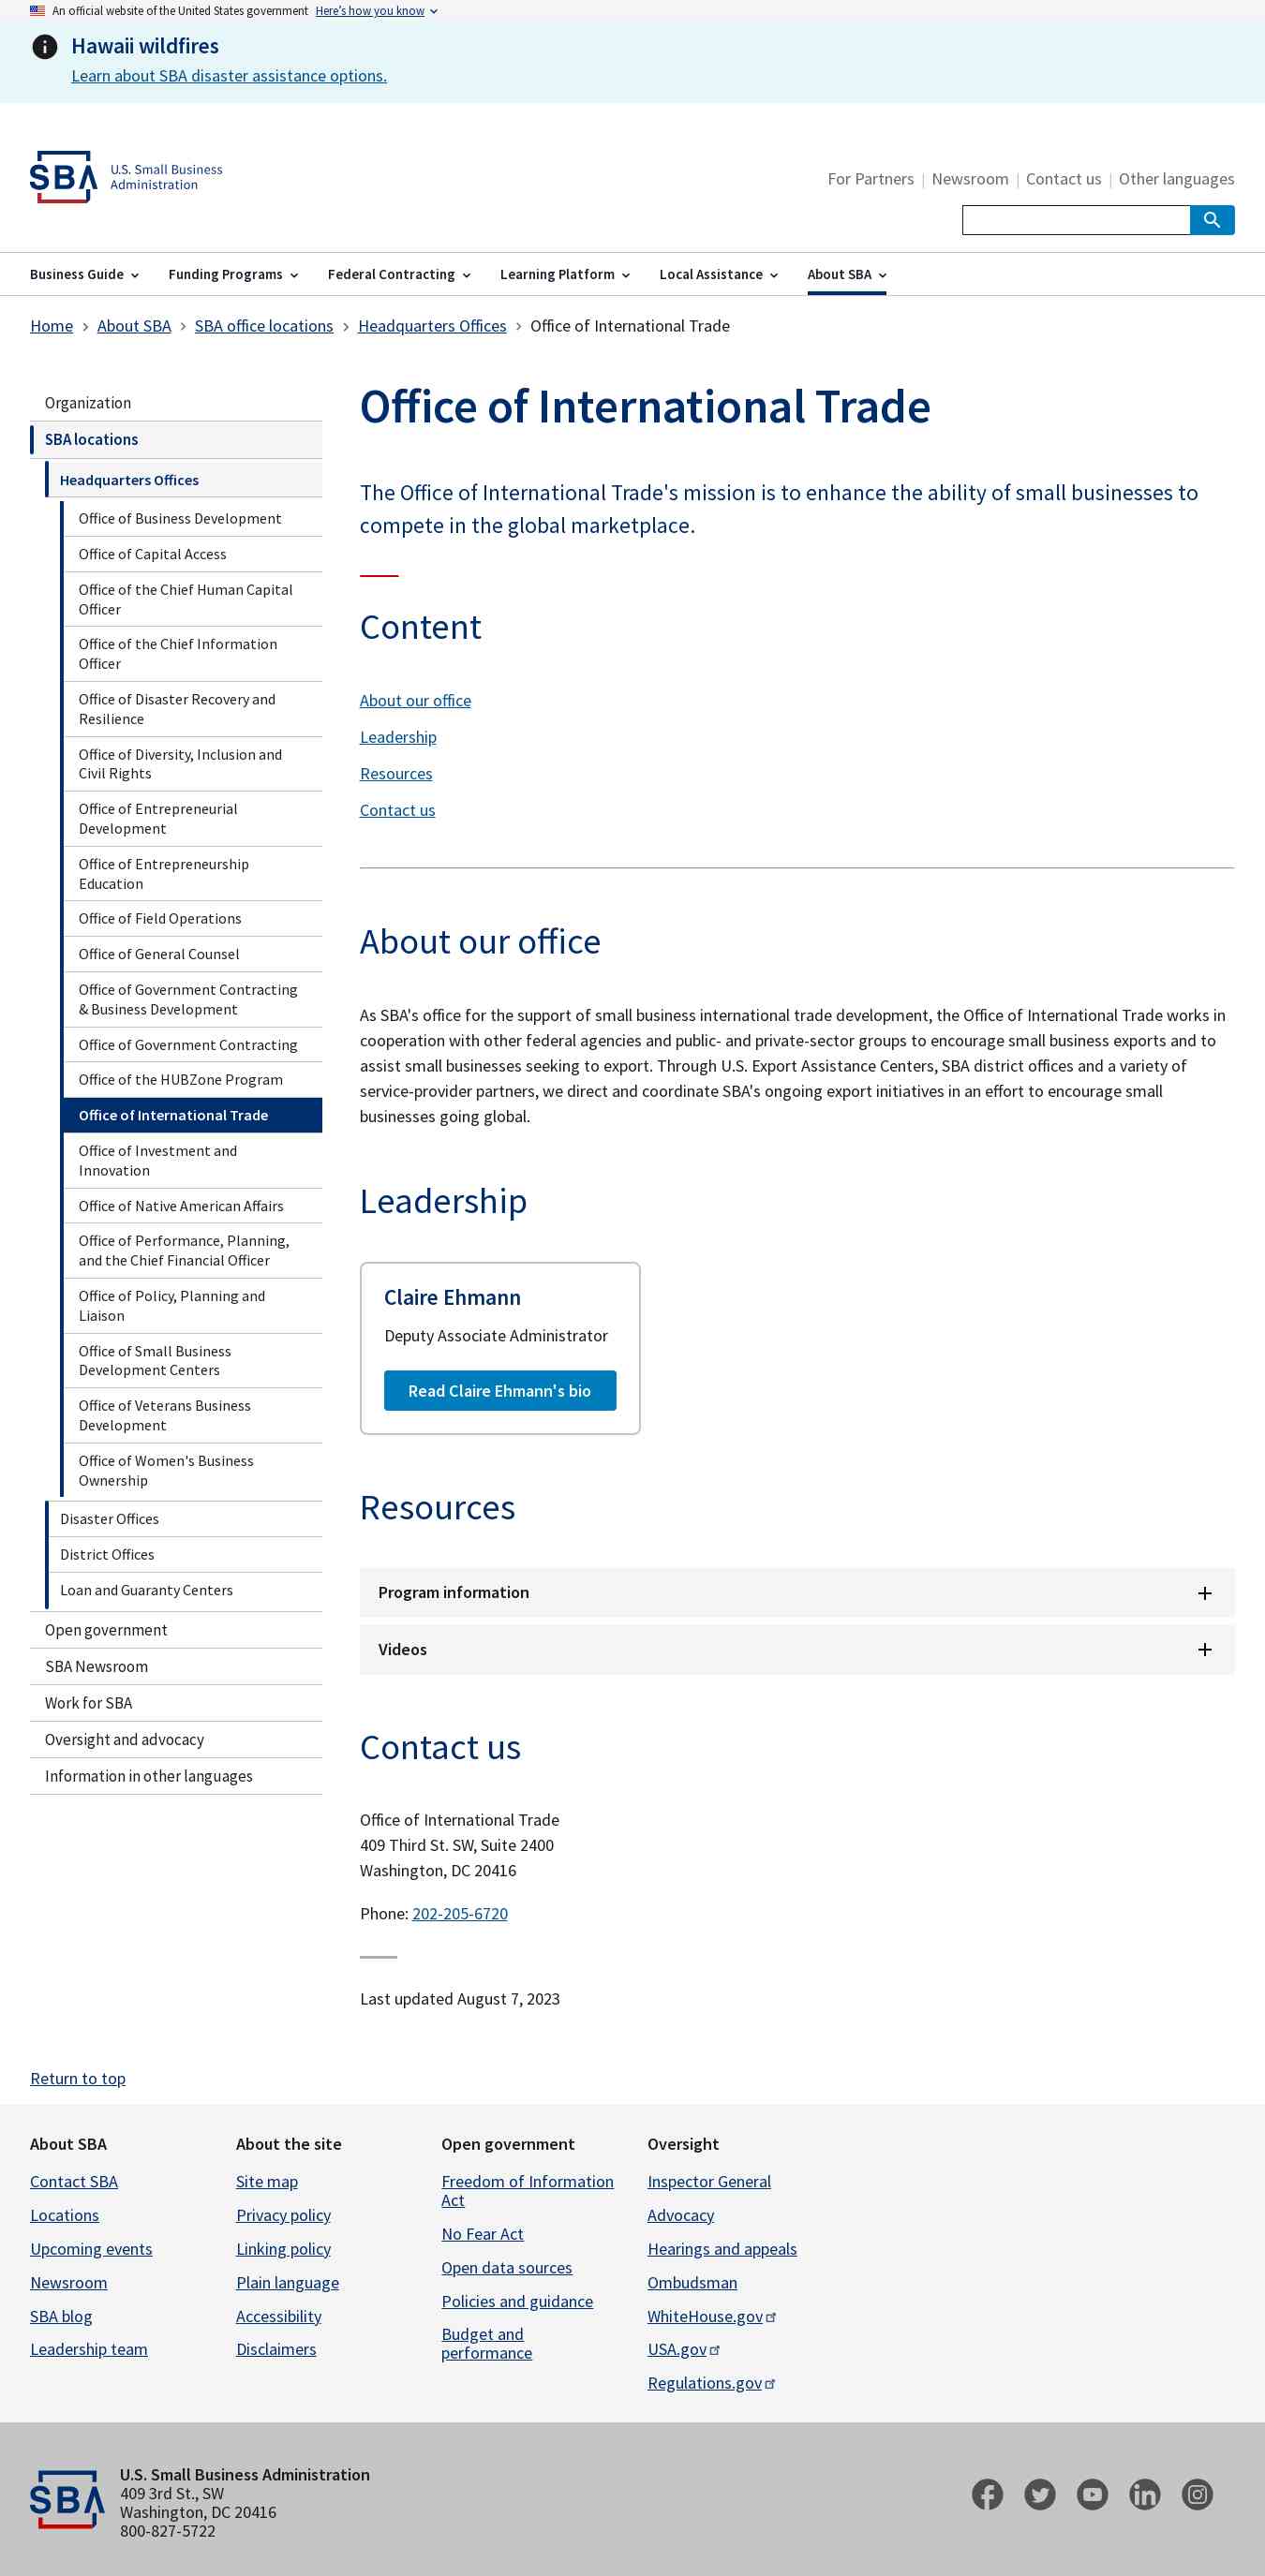 An official website of the United States government Here’s how you know
Hawaii wildfires
Learn about SBA disaster assistance options.
SBA U.S. Small Business
Administration
For Partners | Newsroom | Contact us | Other languages
Business Guide Funding Programs Federal Contracting Learning Platform Local Assistance About SBA
Home > About SBA > SBA office locations > Headquarters Offices > Office of International Trade
Organization
SBA locations
Headquarters Offices
Office of Business Development
Office of Capital Access
Office of the Chief Human Capital
Officer
Office of the Chief Information
Officer
Office of Disaster Recovery and
Resilience
Office of Diversity, Inclusion and
Civil Rights
Office of Entrepreneurial
Development
Office of Entrepreneurship
Education
Office of Field Operations
Office of General Counsel
Office of Government Contracting
& Business Development
Office of Government Contracting
Office of the HUBZone Program
Office of International Trade
Office of Investment and
Innovation
Office of Native American Affairs
Office of Performance, Planning,
and the Chief Financial Officer
Office of Policy, Planning and
Liaison
Office of Small Business
Development Centers
Office of Veterans Business
Development
Office of Women's Business
Ownership
Disaster Offices
District Offices
Loan and Guaranty Centers
Open government
SBA Newsroom
Work for SBA
Oversight and advocacy
Information in other languages
Office of International Trade
The Office of International Trade's mission is to enhance the ability of small businesses to
compete in the global marketplace.
Content
About our office
Leadership
Resources
Contact us
About our office
As SBA's office for the support of small business international trade development, the Office of International Trade works in
cooperation with other federal agencies and public- and private-sector groups to encourage small business exports and to
assist small businesses seeking to export. Through U.S. Export Assistance Centers, SBA district offices and a variety of
service-provider partners, we direct and coordinate SBA's ongoing export initiatives in an effort to encourage small
businesses going global.
Leadership
Claire Ehmann
Deputy Associate Administrator
Read Claire Ehmann's bio
Resources
Program information
Videos
Contact us
Office of International Trade
409 Third St. SW, Suite 2400
Washington, DC 20416
Phone: 202-205-6720
Last updated August 7, 2023
Return to top
About SBA
Contact SBA
Locations
Upcoming events
Newsroom
SBA blog
Leadership team
About the site
Site map
Privacy policy
Linking policy
Plain language
Accessibility
Disclaimers
Open government
Freedom of Information
Act
No Fear Act
Open data sources
Policies and guidance
Budget and
performance
Oversight
Inspector General
Advocacy
Hearings and appeals
Ombudsman
WhiteHouse.gov
USA.gov
Regulations.gov
SBA
U.S. Small Business Administration
409 3rd St., SW
Washington, DC 20416
800-827-5722